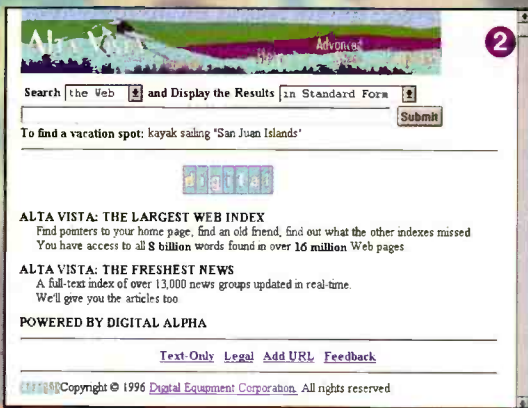 ALTA VISTA
Advanced
2
Search the Web and Display the Results in Standard Form
Submit
To find a vacation spot: kayak sailing "San Juan Islands"
digital
ALTA VISTA: THE LARGEST WEB INDEX
Find pointers to your home page, find an old friend, find out what the other indexes missed
You have access to all 8 billion words found in over 16 million Web pages
ALTA VISTA: THE FRESHEST NEWS
A full-text index of over 13,000 news groups updated in real-time.
We'll give you the articles too
POWERED BY DIGITAL ALPHA
Text-Only Legal Add URL Feedback
Copyright © 1996 Digital Equipment Corporation. All rights reserved